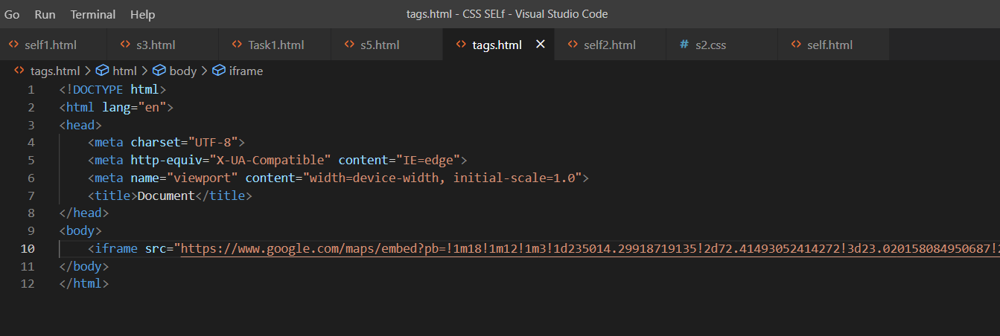 Go Run Terminal Help tags.html - CSS SELf - Visual Studio Code
self1.html s3.html Task1.html s5.html tags.html self2.html # s2.css self.html
tags.html > html > body > iframe
1 <!DOCTYPE html>
2 <html lang="en">
3 <head>
4 <meta charset="UTF-8">
5 <meta http-equiv="X-UA-Compatible" content="IE=edge">
6 <meta name="viewport" content="width=device-width, initial-scale=1.0">
7 <title>Document</title>
8 </head>
9 <body>
10 <iframe src="https://www.google.com/maps/embed?pb=!1m18!1m12!1m3!1d235014.29918719135!2d72.41493052414272!3d23.020158084950687!
11 </body>
12 </html>